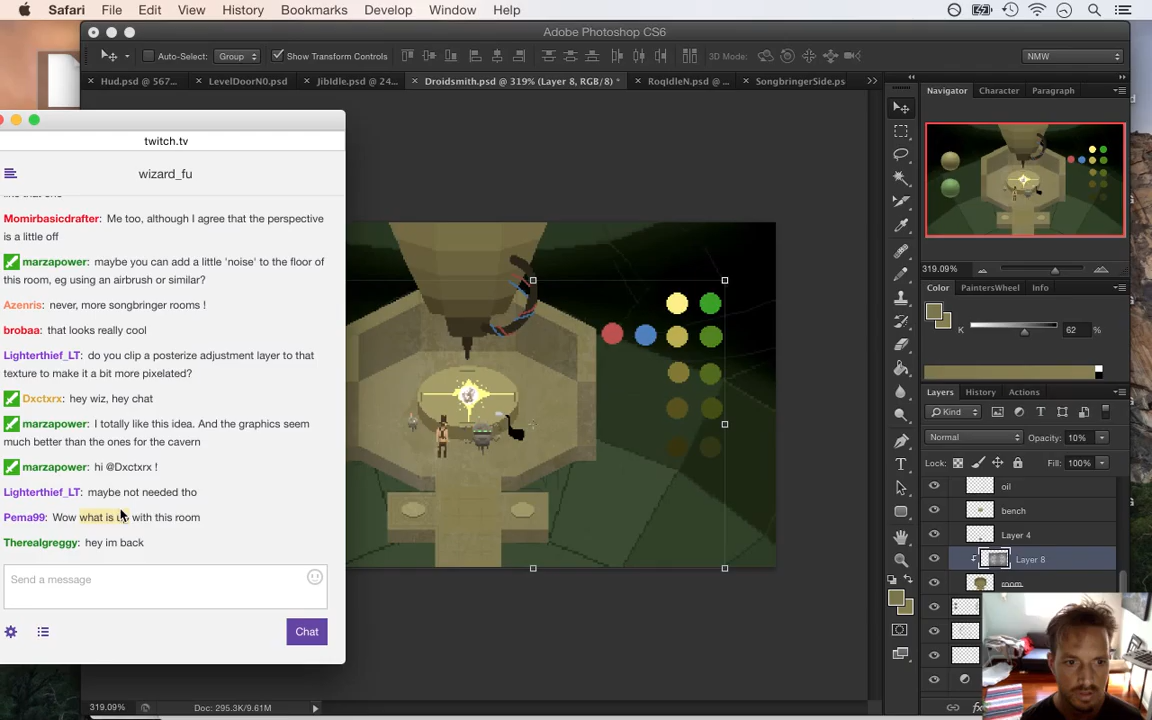 Safari File Edit View History Bookmarks Develop Window Help
Adobe Photoshop CS6
Auto-Select: Group Show Transform Controls 3D Mode: NMW
× Hud.psd @ 567... × LevelDoorN0.psd × JibIdle.psd @ 24... × Droidsmith.psd @ 319% (Layer 8, RGB/8) * × RoqIdleN.psd @ ... × SongbringerSide.ps
twitch.tv
wizard_fu
like that one
Momirbasicdrafter: Me too, although I agree that the perspective
is a little off
marzapower: maybe you can add a little 'noise' to the floor of
this room, eg using an airbrush or similar?
Azenris: never, more songbringer rooms !
brobaa: that looks really cool
Lighterthief_LT: do you clip a posterize adjustment layer to that
texture to make it a bit more pixelated?
Dxctxrx: hey wiz, hey chat
marzapower: I totally like this idea. And the graphics seem
much better than the ones for the cavern
marzapower: hi @Dxctxrx !
Lighterthief_LT: maybe not needed tho
Pema99: Wow what is with this room
Therealgreggy: hey im back
Send a message
Chat
319.09% Doc: 295.3K/9.61M
Navigator Character Paragraph
319.09%
Color PaintersWheel Info
K 62 %
Layers History Actions
Kind
Normal Opacity: 10%
Lock: Fill: 100%
oil
bench
Layer 4
Layer 8
room
fx